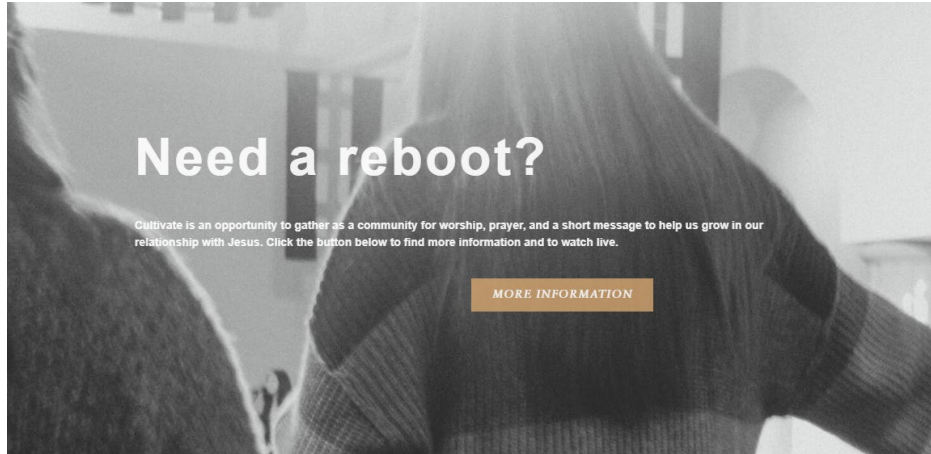 Need a reboot?
Cultivate is an opportunity to gather as a community for worship, prayer, and a short message to help us grow in our
relationship with Jesus. Click the button below to find more information and to watch live.
MORE INFORMATION